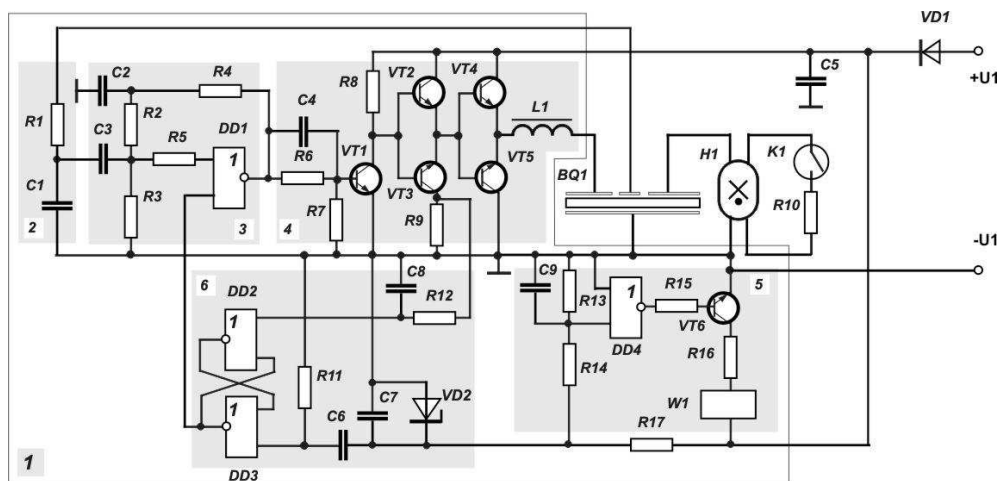 VD1
+U1
C2
R4
VT2
VT4
C5
R8
L1
C4
R1
R2
C3
R5
DD1
1
R6
VT1
H1
K1
BQ1
VT5
VT3
R10
C1
R3
R7
R9
2
3
4
-U1
6
C8
C9
5
DD2
R12
R13
1
R15
1
VT6
DD4
R14
R16
R11
C7
VD2
W1
1
C6
R17
1
DD3